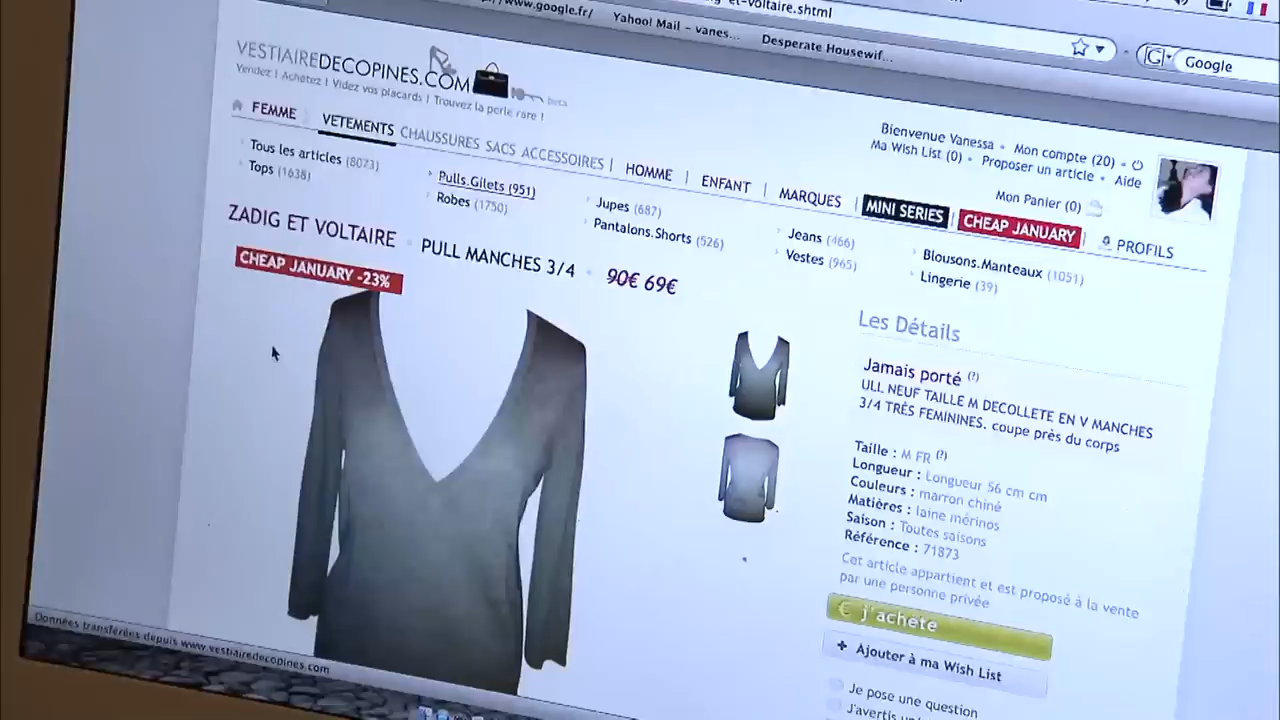 -et-voltaire.shtml
www.google.fr/ Yahoo! Mail - vanes... Desperate Housewif...
Google
VESTIAIREDECOPINES.COM
beta
Vendez ! Achetez ! Videz vos placards ! Trouvez la perle rare !
Bienvenue Vanessa • Mon compte (20) •
Ma Wish List (0) • Proposer un article • Aide
Mon Panier (0)
FEMME | VETEMENTS CHAUSSURES SACS ACCESSOIRES | HOMME | ENFANT | MARQUES | MINI SERIES | CHEAP JANUARY | PROFILS
Tous les articles (8073)
Tops (1638)
Pulls.Gilets (951)
Robes (1750)
Jupes (687)
Pantalons.Shorts (526)
Jeans (466)
Vestes (965)
Blousons.Manteaux (1051)
Lingerie (39)
ZADIG ET VOLTAIRE • PULL MANCHES 3/4 • 90€ 69€
CHEAP JANUARY -23%
Les Détails
Jamais porté (?)
ULL NEUF TAILLE M DECOLLETE EN V MANCHES
3/4 TRÈS FEMININES. coupe près du corps
Taille : M FR (?)
Longueur : Longueur 56 cm cm
Couleurs : marron chiné
Matières : laine mérinos
Saison : Toutes saisons
Référence : 71873
Cet article appartient et est proposé à la vente
par une personne privée
€ j'achete
+ Ajouter à ma Wish List
Je pose une question
J'avertis
Données transférées depuis www.vestiairedecopines.com